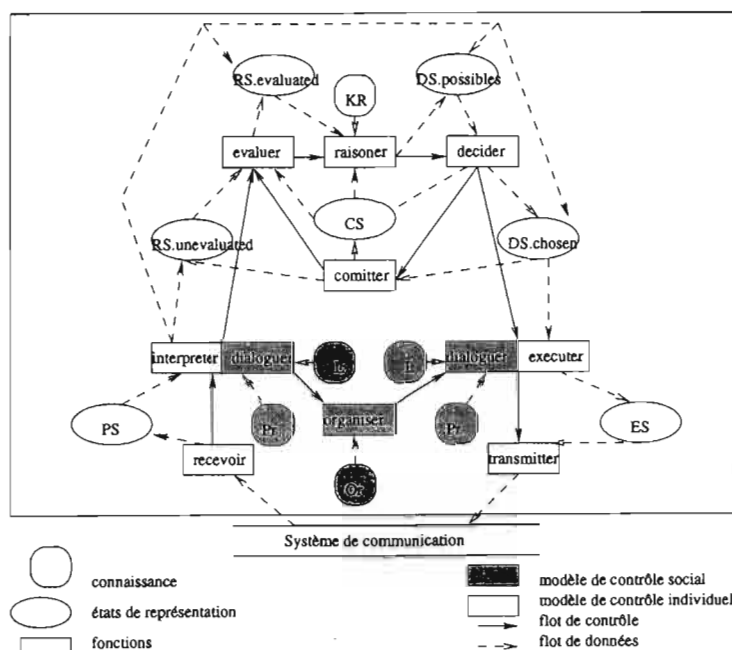 RS.evaluated
DS.possibles
KR
evaluer
raisoner
decider
CS
RS.unevaluated
DS.chosen
comitter
interpreter
dialoguer
dialoguer
executer
PS
Pr
organiser
Pr
ES
recevoir
transmitter
Système de communication
connaissance
états de représentation
fonctions
modèle de contrôle social
modèle de contrôle individuel
flot de contrôle
flot de données